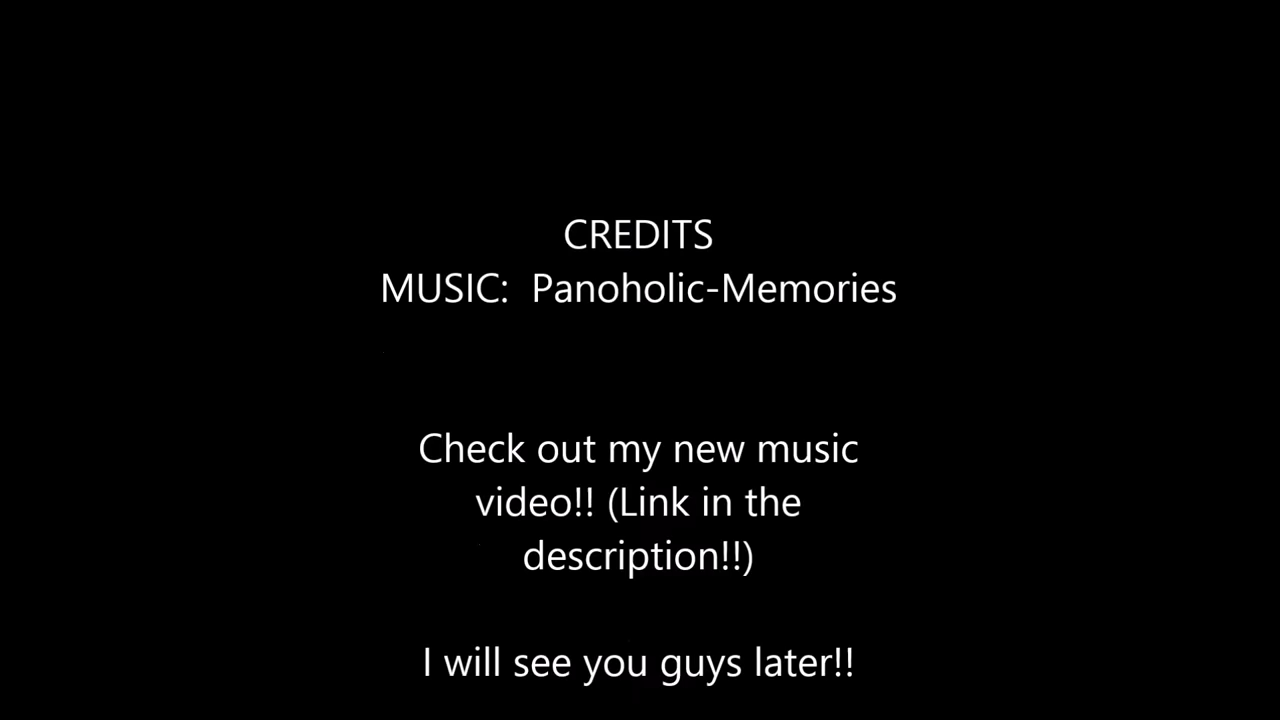 CREDITS
MUSIC:  Panoholic-Memories
Check out my new music
video!! (Link in the
description!!)
I will see you guys later!!